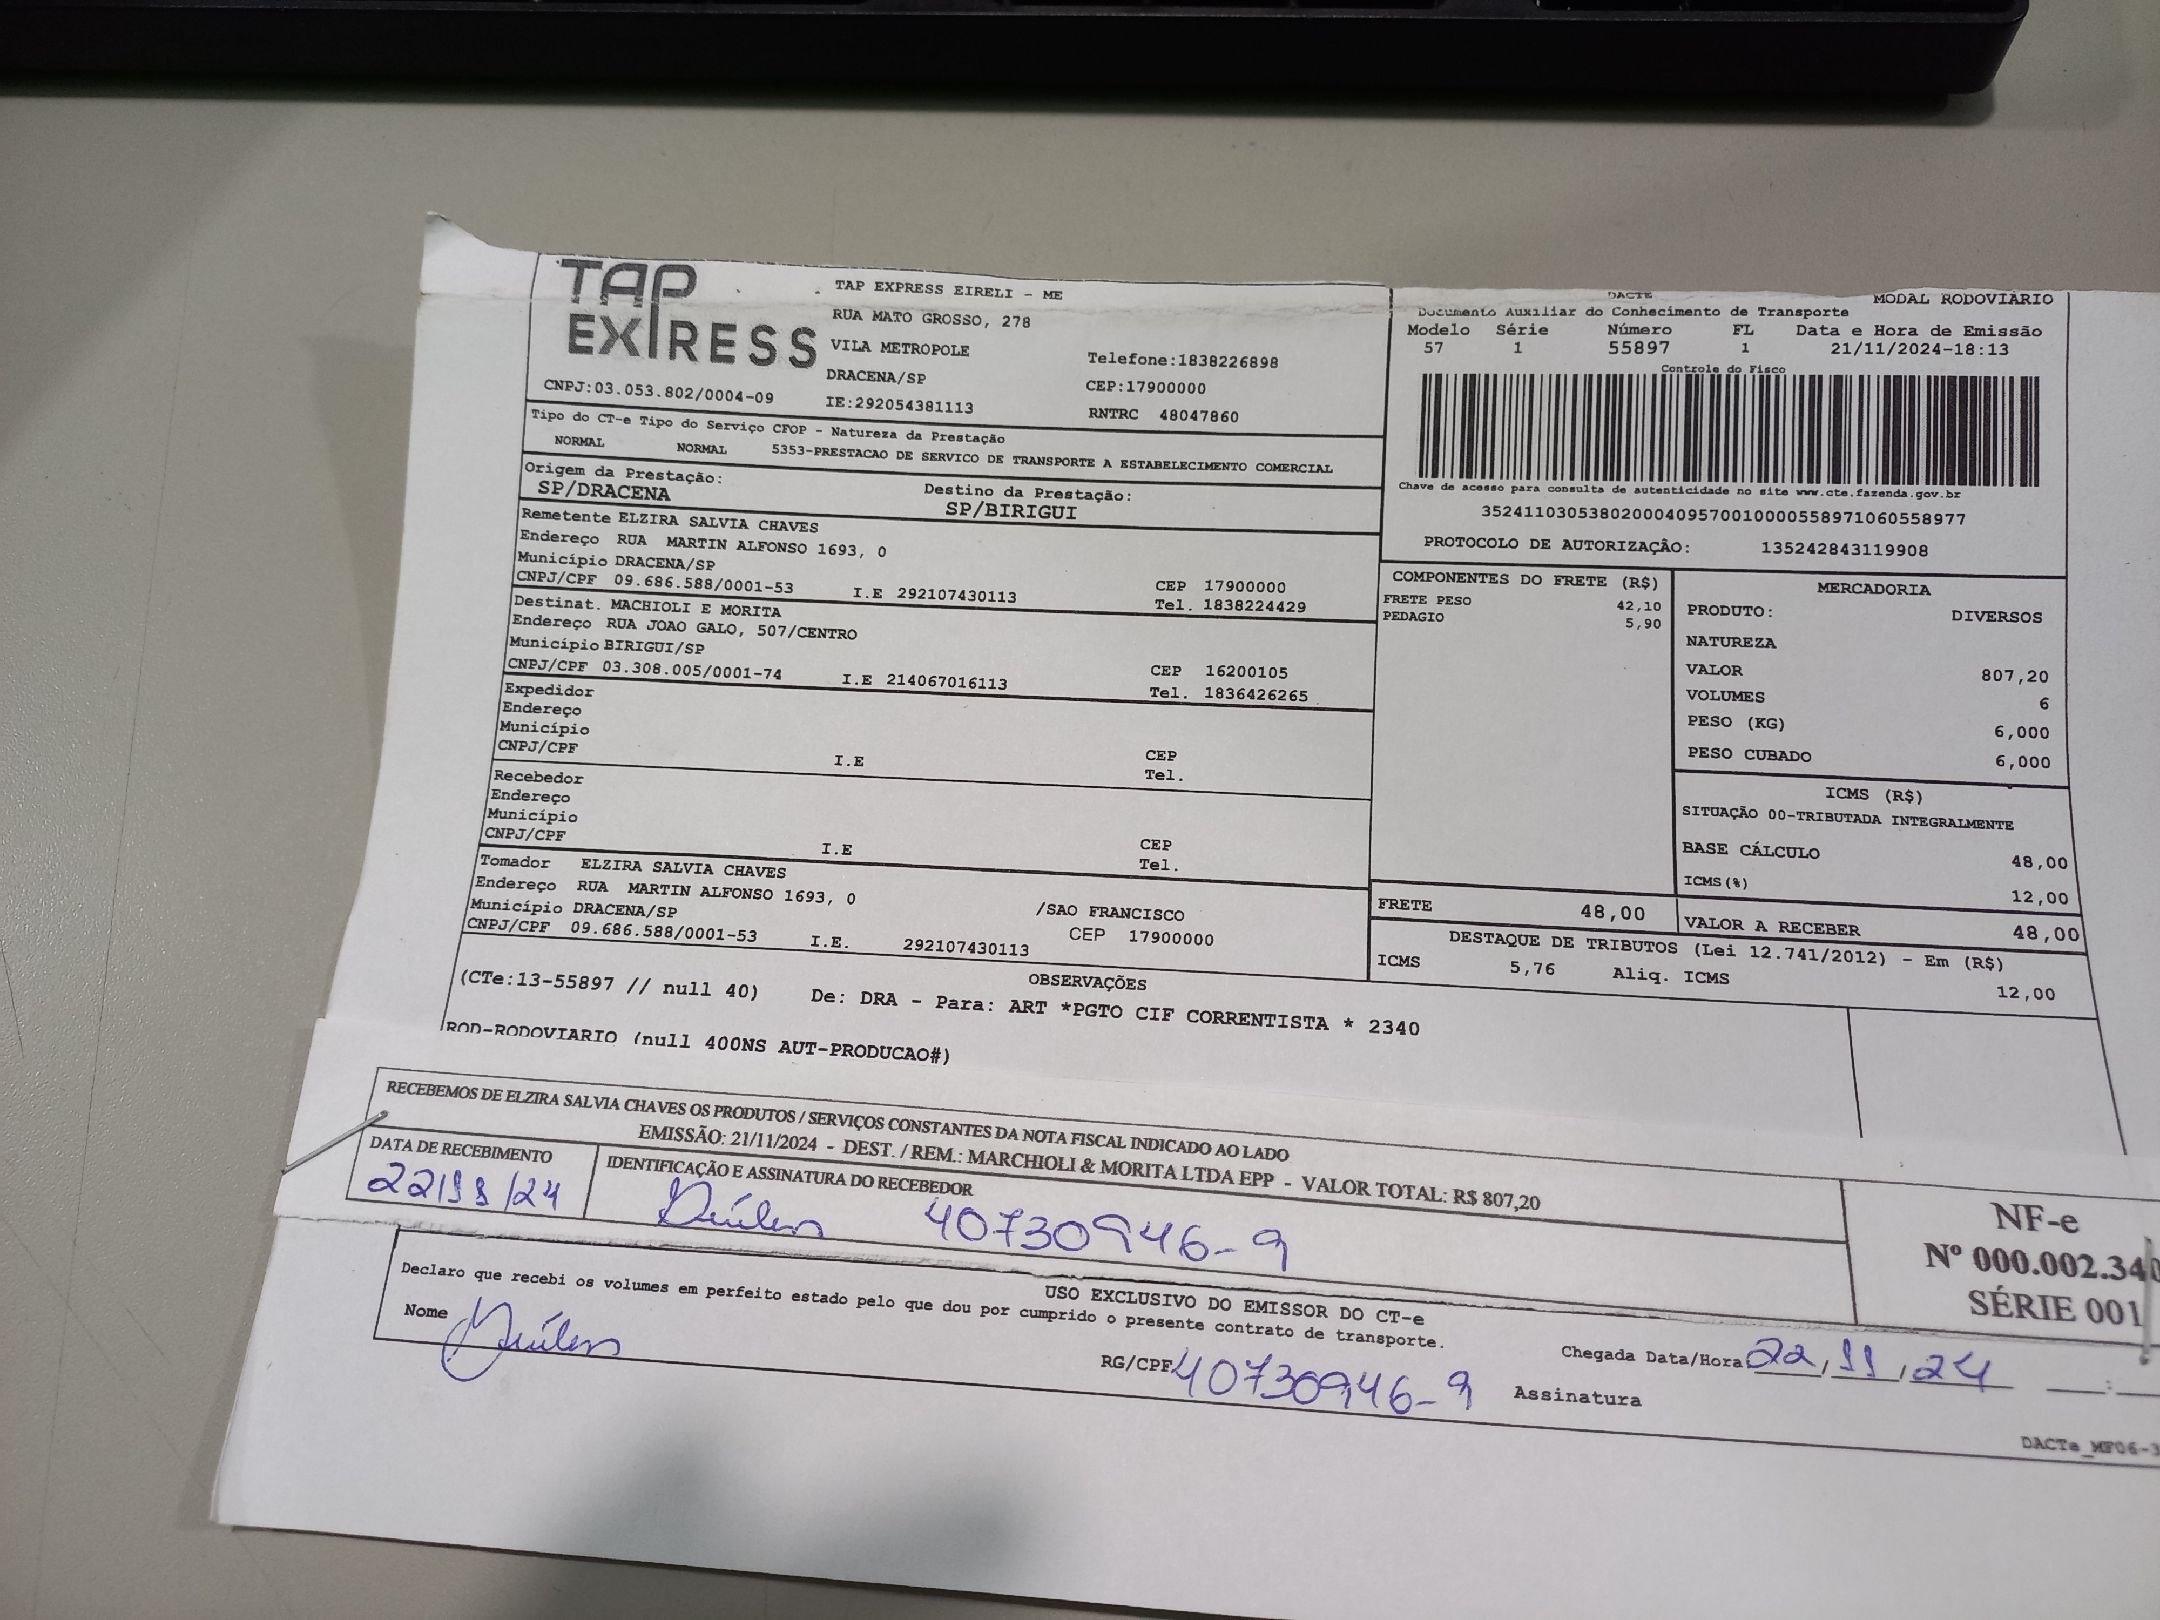 TAP EXPRESS
TAP EXPRESS EIRELI - ME
RUA MATO GROSSO, 278
VILA METROPOLE
DRACENA/SP
Telefone:1838226898
CEP:17900000
CNPJ:03.053.802/0004-09
IE:292054381113
RNTRC 48047860
Tipo do CT-e Tipo do Serviço CFOP - Natureza da Prestação
NORMAL NORMAL 5353-PRESTACAO DE SERVICO DE TRANSPORTE A ESTABELECIMENTO COMERCIAL
Origem da Prestação:
SP/DRACENA
Destino da Prestação:
SP/BIRIGUI
Remetente ELZIRA SALVIA CHAVES
Endereço RUA MARTIN ALFONSO 1693, 0
Município DRACENA/SP
CEP 17900000
CNPJ/CPF 09.686.588/0001-53 I.E 292107430113 Tel. 1838224429
Destinat. MACHIOLI E MORITA
Endereço RUA JOAO GALO, 507/CENTRO
Município BIRIGUI/SP
CEP 16200105
CNPJ/CPF 03.308.005/0001-74 I.E 214067016113 Tel. 1836426265
Expedidor
Endereço
Município
CEP
CNPJ/CPF I.E Tel.
Recebedor
Endereço
Município
CEP
CNPJ/CPF I.E Tel.
Tomador ELZIRA SALVIA CHAVES
Endereço RUA MARTIN ALFONSO 1693, 0 /SAO FRANCISCO
Município DRACENA/SP CEP 17900000
CNPJ/CPF 09.686.588/0001-53 I.E. 292107430113
DACTE MODAL RODOVIÁRIO
Documento Auxiliar do Conhecimento de Transporte
Modelo Série Número FL Data e Hora de Emissão
57 1 55897 1 21/11/2024-18:13
Controle do Fisco
Chave de acesso para consulta de autenticidade no site www.cte.fazenda.gov.br
35241103053802000409570010000558971060558977
PROTOCOLO DE AUTORIZAÇÃO: 135242843119908
COMPONENTES DO FRETE (R$)
FRETE PESO 42,10
PEDAGIO 5,90
MERCADORIA
PRODUTO: DIVERSOS
NATUREZA
VALOR 807,20
VOLUMES 6
PESO (KG) 6,000
PESO CUBADO 6,000
ICMS (R$)
SITUAÇÃO 00-TRIBUTADA INTEGRALMENTE
BASE CÁLCULO 48,00
ICMS(%) 12,00
FRETE 48,00 VALOR A RECEBER 48,00
DESTAQUE DE TRIBUTOS (Lei 12.741/2012) - Em (R$)
ICMS 5,76 Aliq. ICMS 12,00
OBSERVAÇÕES
(CTe:13-55897 // null 40) De: DRA - Para: ART *PGTO CIF CORRENTISTA * 2340
ROD-RODOVIARIO (null 400NS AUT-PRODUCAO#)
RECEBEMOS DE ELZIRA SALVIA CHAVES OS PRODUTOS / SERVIÇOS CONSTANTES DA NOTA FISCAL INDICADO AO LADO
EMISSÃO: 21/11/2024 - DEST. / REM.: MARCHIOLI & MORITA LTDA EPP - VALOR TOTAL: R$ 807,20
DATA DE RECEBIMENTO
22/11/24
IDENTIFICAÇÃO E ASSINATURA DO RECEBEDOR
40730946-9
NF-e
Nº 000.002.340
SÉRIE 001
USO EXCLUSIVO DO EMISSOR DO CT-e
Declaro que recebi os volumes em perfeito estado pelo que dou por cumprido o presente contrato de transporte.
Nome
RG/CPF 40730946-9
Chegada Data/Hora 22/11/24 :
Assinatura
DACTe_MF06-3